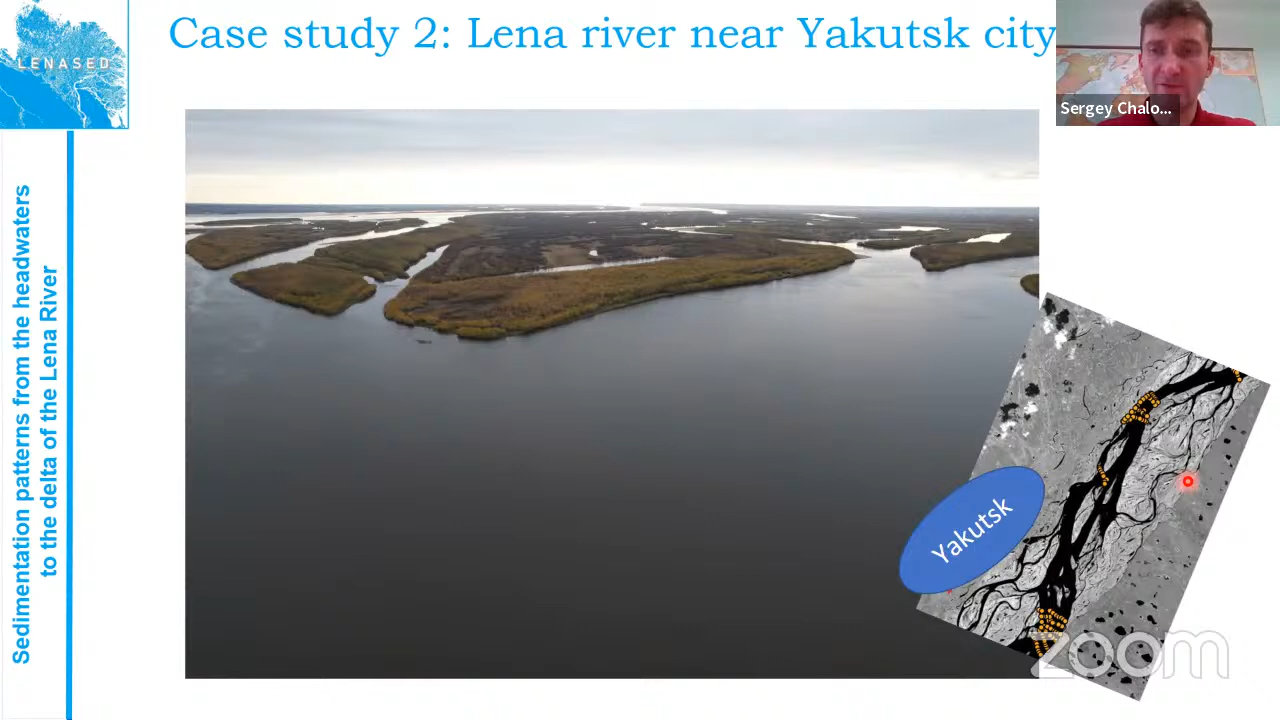 Case study 2: Lena river near Yakutsk city
LENASED
Sergey Chalo...
Sedimentation patterns from the headwaters
to the delta of the Lena River
Yakutsk
zoom